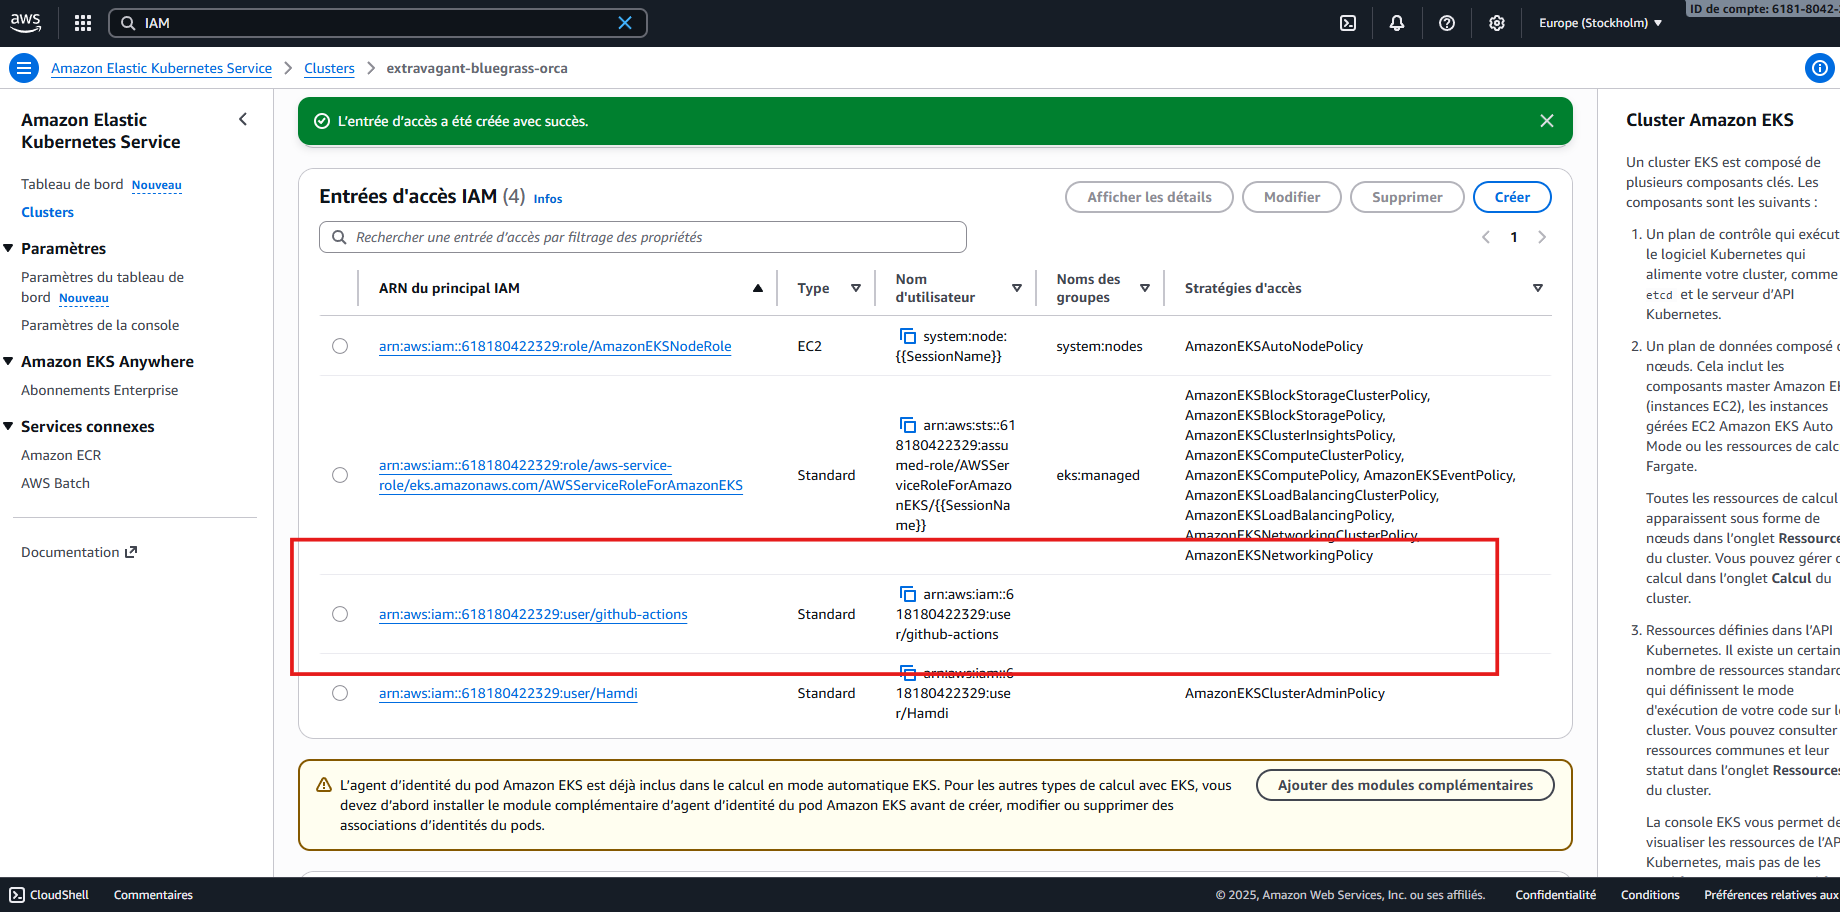 aws
IAM
Europe (Stockholm)
ID de compte: 6181-8042-
Amazon Elastic Kubernetes Service
Clusters
extravagant-bluegrass-orca
Amazon Elastic
Kubernetes Service
Tableau de bord Nouveau
Clusters
Paramètres
Paramètres du tableau de
bord Nouveau
Paramètres de la console
Amazon EKS Anywhere
Abonnements Enterprise
Services connexes
Amazon ECR
AWS Batch
Documentation
L'entrée d'accès a été créée avec succès.
Entrées d'accès IAM (4) Infos
Afficher les détails
Modifier
Supprimer
Créer
Rechercher une entrée d'accès par filtrage des propriétés
1
ARN du principal IAM
Type
Nom
d'utilisateur
Noms des
groupes
Stratégies d'accès
arn:aws:iam::618180422329:role/AmazonEKSNodeRole
EC2
system:node:
{{SessionName}}
system:nodes
AmazonEKSAutoNodePolicy
arn:aws:iam::618180422329:role/aws-service-
role/eks.amazonaws.com/AWSServiceRoleForAmazonEKS
Standard
arn:aws:sts::61
8180422329:assu
med-role/AWSSer
viceRoleForAmazo
nEKS/{{SessionNa
me}}
eks:managed
AmazonEKSBlockStorageClusterPolicy,
AmazonEKSBlockStoragePolicy,
AmazonEKSClusterInsightsPolicy,
AmazonEKSComputeClusterPolicy,
AmazonEKSComputePolicy, AmazonEKSEventPolicy,
AmazonEKSLoadBalancingClusterPolicy,
AmazonEKSLoadBalancingPolicy,
AmazonEKSNetworkingClusterPolicy,
AmazonEKSNetworkingPolicy
arn:aws:iam::618180422329:user/github-actions
Standard
arn:aws:iam::6
18180422329:use
r/github-actions
arn:aws:iam::618180422329:user/Hamdi
Standard
arn:aws:iam::6
18180422329:use
r/Hamdi
AmazonEKSClusterAdminPolicy
L'agent d'identité du pod Amazon EKS est déjà inclus dans le calcul en mode automatique EKS. Pour les autres types de calcul avec EKS, vous
devez d'abord installer le module complémentaire d'agent d'identité du pod Amazon EKS avant de créer, modifier ou supprimer des
associations d'identités du pods.
Ajouter des modules complémentaires
Cluster Amazon EKS
Un cluster EKS est composé de
plusieurs composants clés. Les
composants sont les suivants :
1. Un plan de contrôle qui exécut
le logiciel Kubernetes qui
alimente votre cluster, comme
etcd et le serveur d'API
Kubernetes.
2. Un plan de données composé d
nœuds. Cela inclut les
composants master Amazon EK
(instances EC2), les instances
gérées EC2 Amazon EKS Auto
Mode ou les ressources de calc
Fargate.
Toutes les ressources de calcul
apparaissent sous forme de
nœuds dans l'onglet Ressource
du cluster. Vous pouvez gérer c
calcul dans l'onglet Calcul du
cluster.
3. Ressources définies dans l'API
Kubernetes. Il existe un certain
nombre de ressources standard
qui définissent le mode
d'exécution de votre code sur l
cluster. Vous pouvez consulter
ressources communes et leur
statut dans l'onglet Ressources
du cluster.
La console EKS vous permet de
visualiser les ressources de l'AP
Kubernetes, mais pas de les
CloudShell
Commentaires
© 2025, Amazon Web Services, Inc. ou ses affiliés.
Confidentialité
Conditions
Préférences relatives aux